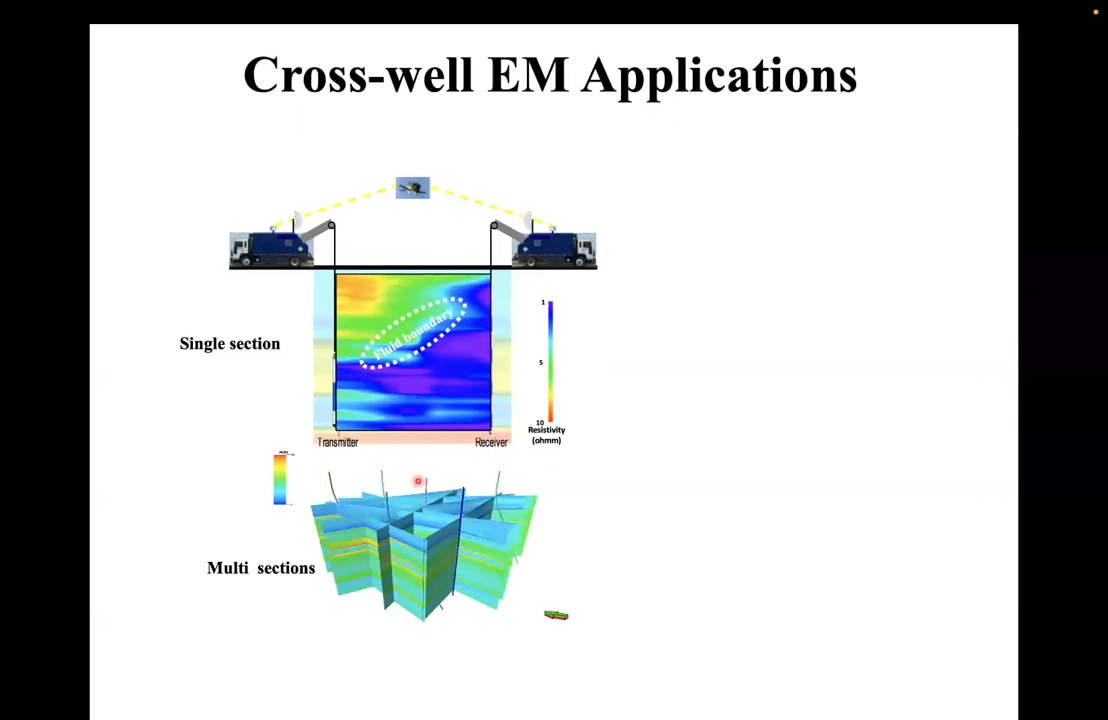 Cross-well EM Applications
Single section
Fluid boundary
1
5
10
Resistivity
(ohmm)
Transmitter
Receiver
Multi sections